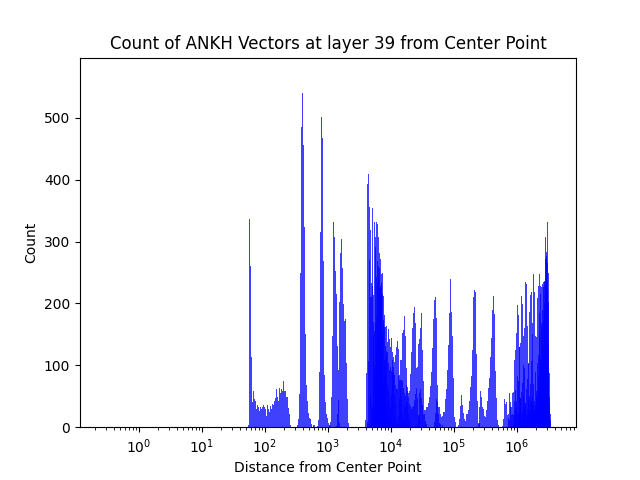 Count of ANKH Vectors at layer 39 from Center Point
500
400
300
200
100
0
Count
10^0 10^1 10^2 10^3 10^4 10^5 10^6
Distance from Center Point